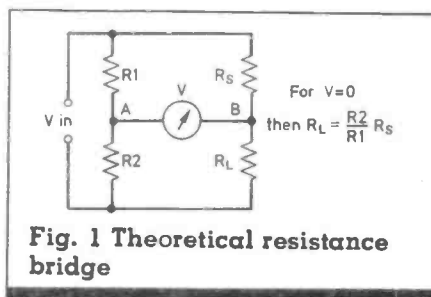 R1
RS
V
A
B
V in
R2
RL
For V=0
then RL = R2/R1 RS
Fig. 1 Theoretical resistance
bridge